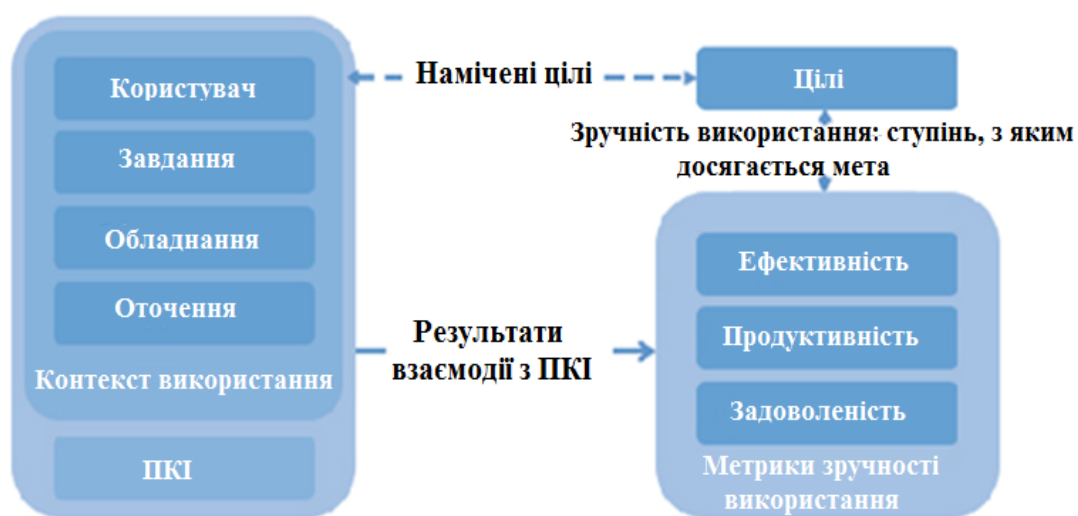 Користувач
Завдання
Обладнання
Оточення
Контекст використання
ПКІ
Намічені цілі
Результати
взаємодії з ПКІ
Цілі
Зручність використання: ступінь, з яким
досягається мета
Ефективність
Продуктивність
Задоволеність
Метрики зручності
використання